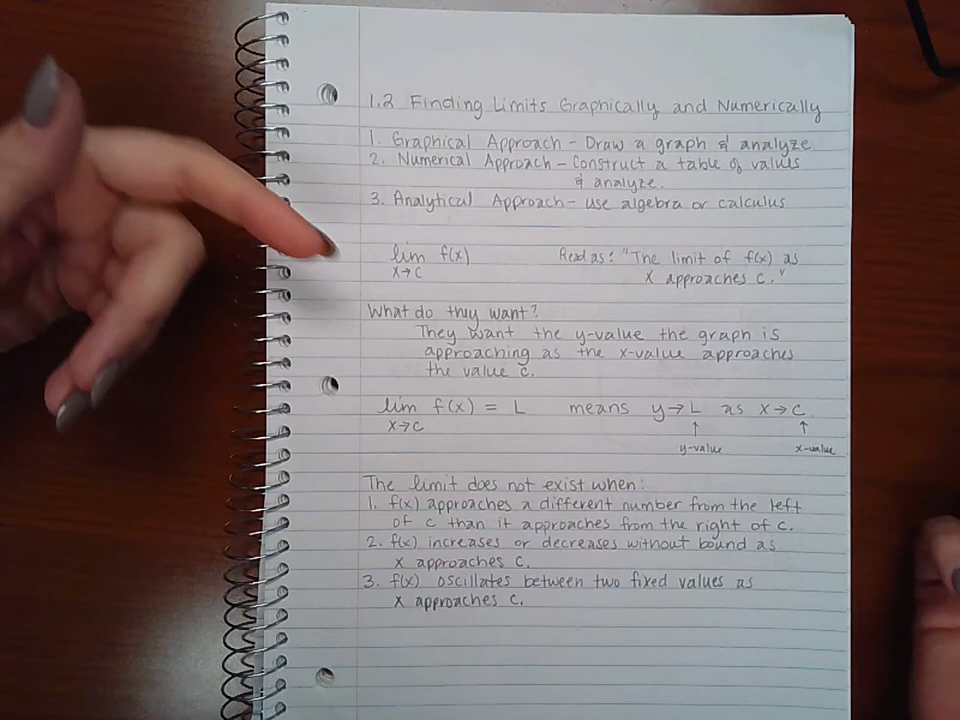 1.2 Finding Limits Graphically and Numerically
1. Graphical Approach - Draw a graph & analyze
2. Numerical Approach - Construct a table of values
& analyze.
3. Analytical Approach - Use algebra or calculus
lim f(x) Read as: "The limit of f(x) as
x→c x approaches c."
What do they want?
They want the y-value the graph is
approaching as the x-value approaches
the value c.
lim f(x) = L means y→L as x→c
x→c ↑ ↑
y-value x-value
The limit does not exist when:
1. f(x) approaches a different number from the left
of c than it approaches from the right of c.
2. f(x) increases or decreases without bound as
x approaches c.
3. f(x) oscillates between two fixed values as
x approaches c.